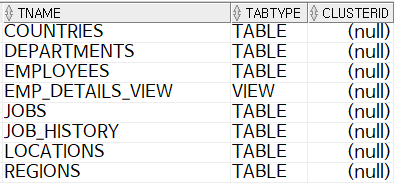 TNAME TABTYPE CLUSTERID
COUNTRIES TABLE (null)
DEPARTMENTS TABLE (null)
EMPLOYEES TABLE (null)
EMP_DETAILS_VIEW VIEW (null)
JOBS TABLE (null)
JOB_HISTORY TABLE (null)
LOCATIONS TABLE (null)
REGIONS TABLE (null)